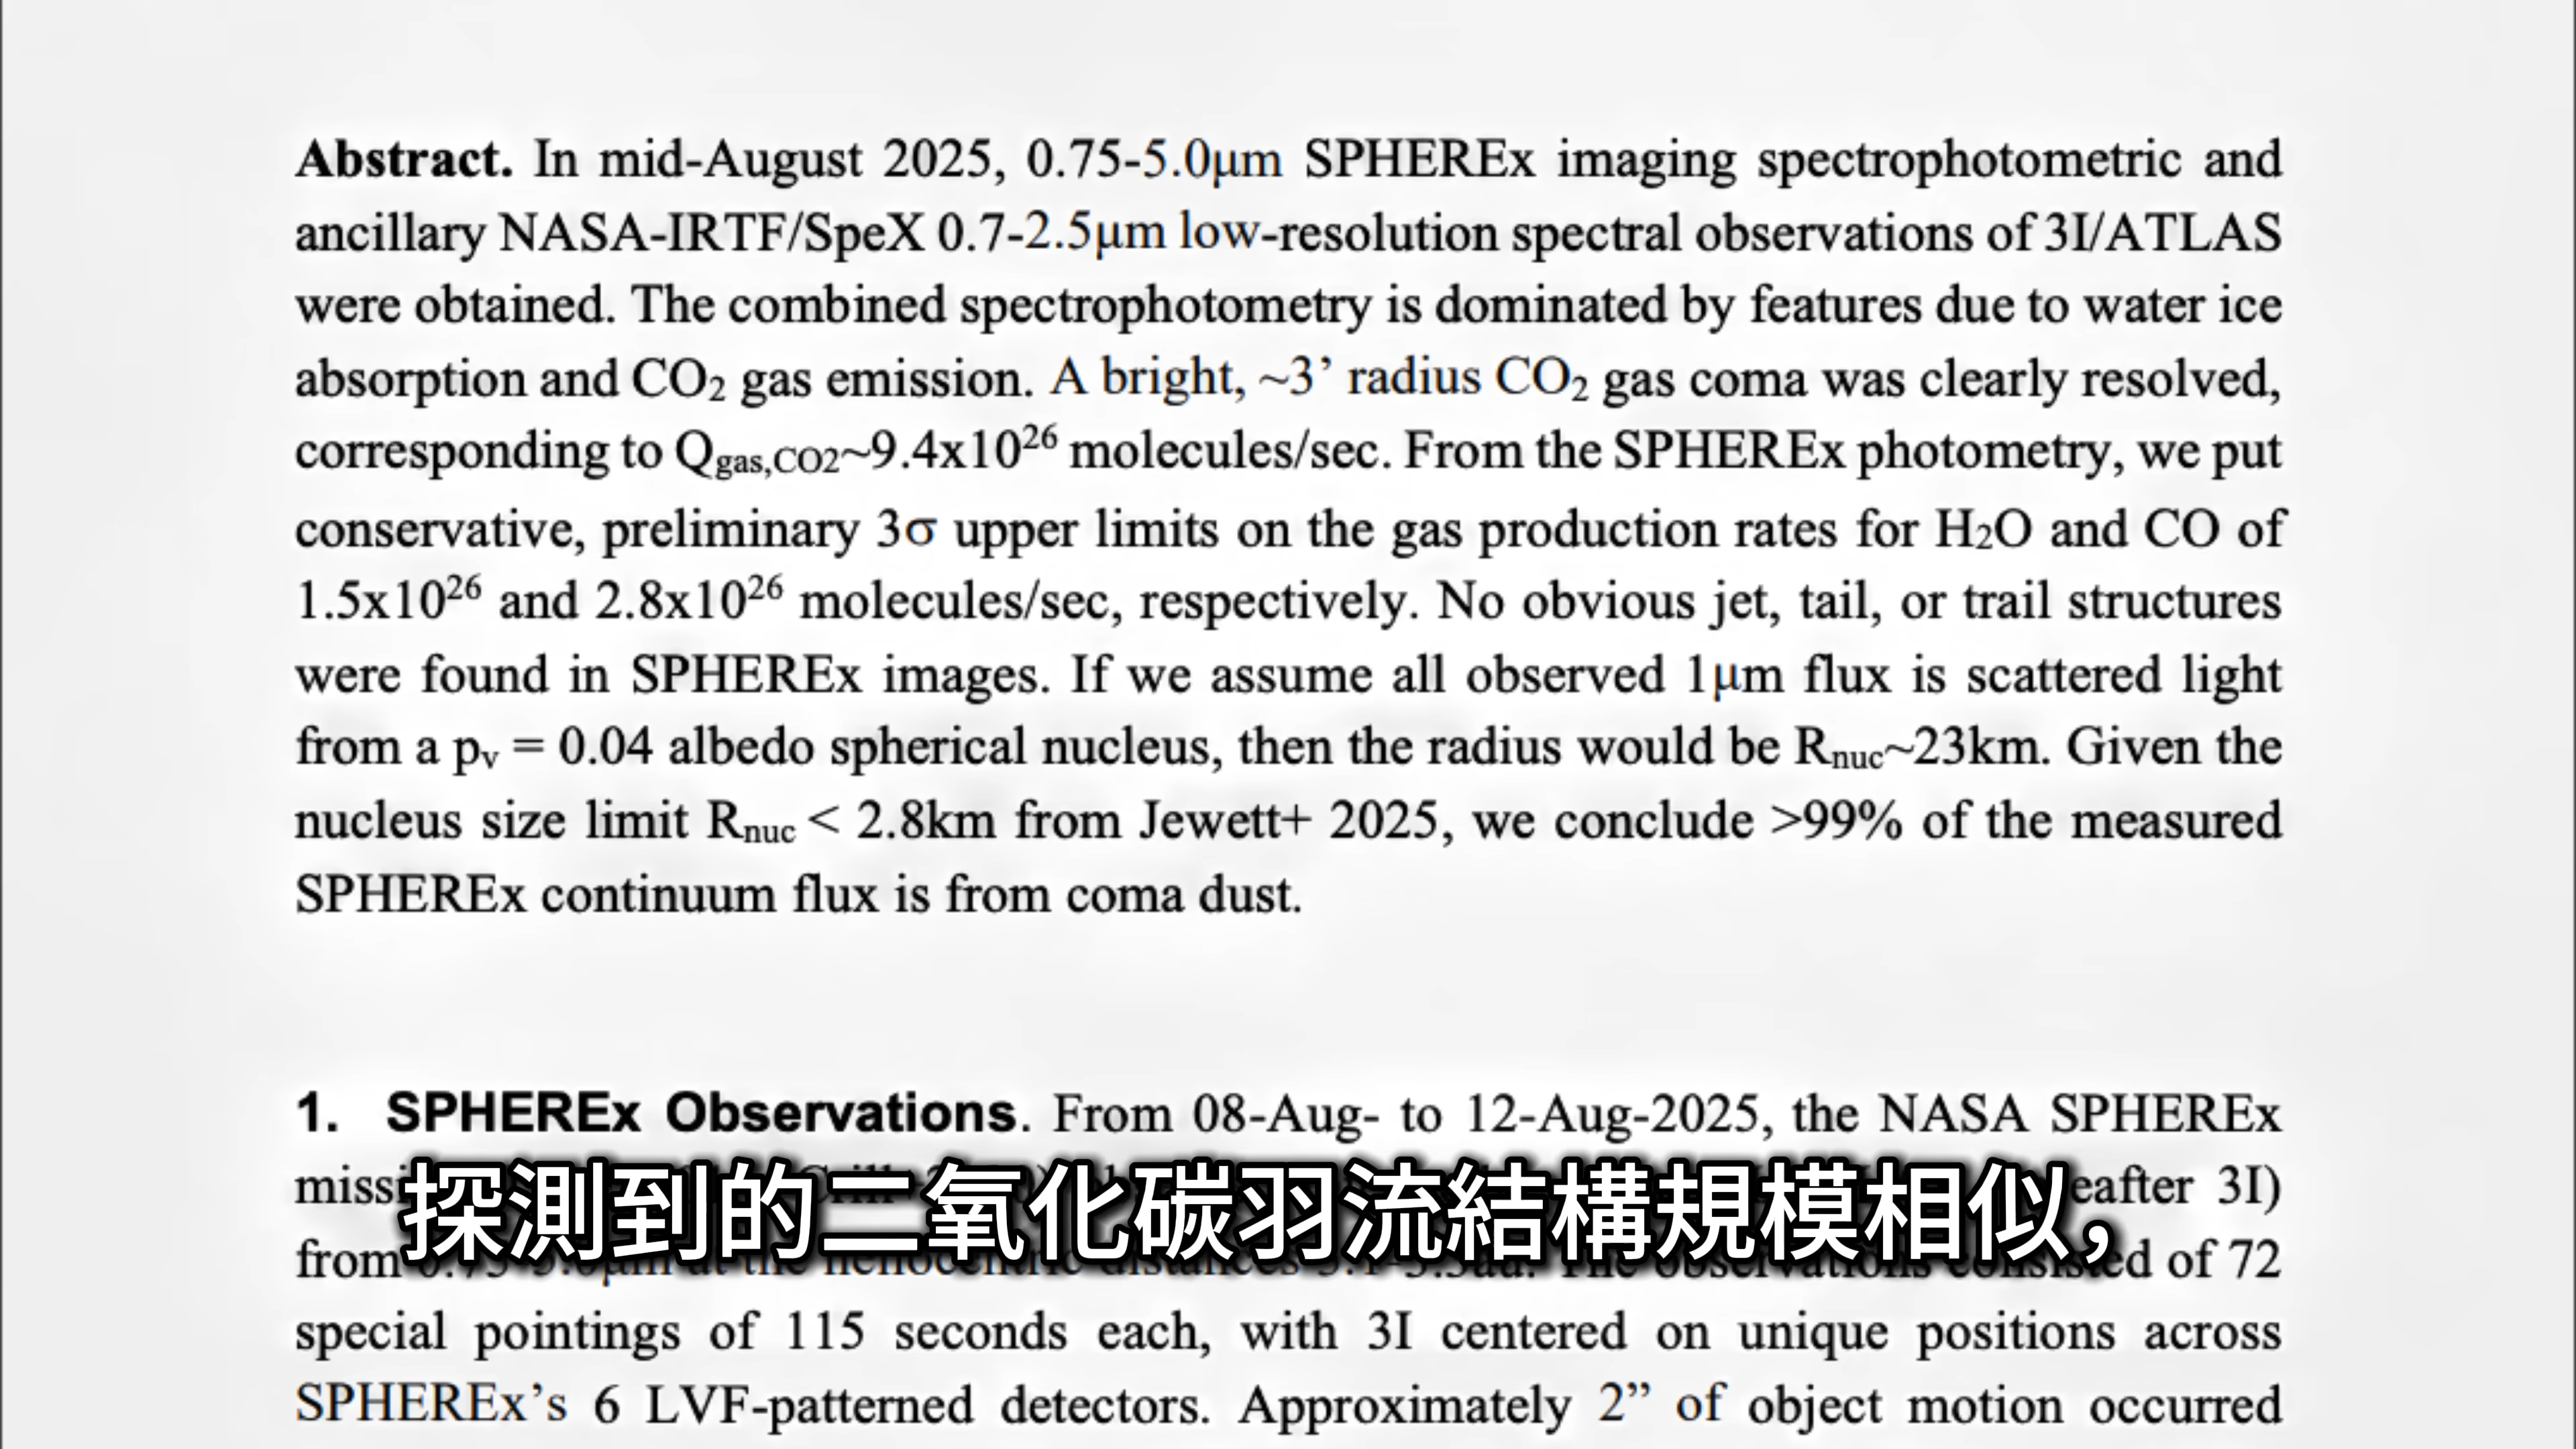 Abstract. In mid-August 2025, 0.75-5.0μm SPHEREx imaging spectrophotometric and
ancillary NASA-IRTF/SpeX 0.7-2.5μm low-resolution spectral observations of 3I/ATLAS
were obtained. The combined spectrophotometry is dominated by features due to water ice
absorption and CO₂ gas emission. A bright, ~3’ radius CO₂ gas coma was clearly resolved,
corresponding to Qgas,CO2~9.4x10²⁶ molecules/sec. From the SPHEREx photometry, we put
conservative, preliminary 3σ upper limits on the gas production rates for H₂O and CO of
1.5x10²⁶ and 2.8x10²⁶ molecules/sec, respectively. No obvious jet, tail, or trail structures
were found in SPHEREx images. If we assume all observed 1μm flux is scattered light
from a pᵥ = 0.04 albedo spherical nucleus, then the radius would be Rnuc~23km. Given the
nucleus size limit Rnuc < 2.8km from Jewett+ 2025, we conclude >99% of the measured
SPHEREx continuum flux is from coma dust.
1. SPHEREx Observations. From 08-Aug- to 12-Aug-2025, the NASA SPHEREx
3I)
探測到的二氧化碳羽流結構規模相似，
from of 72
special pointings of 115 seconds each, with 3I centered on unique positions across
SPHEREx’s 6 LVF-patterned detectors. Approximately 2” of object motion occurred